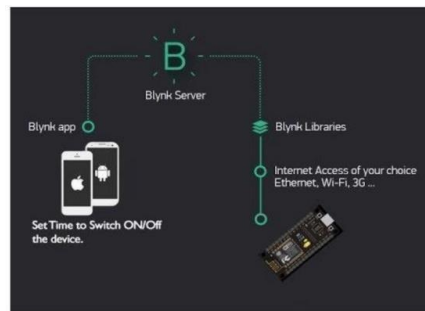 B
Blynk Server
Blynk app
Blynk Libraries
Internet Access of your choice
Ethernet, Wi-Fi, 3G ...
Set Time to Switch ON/Off
the device.